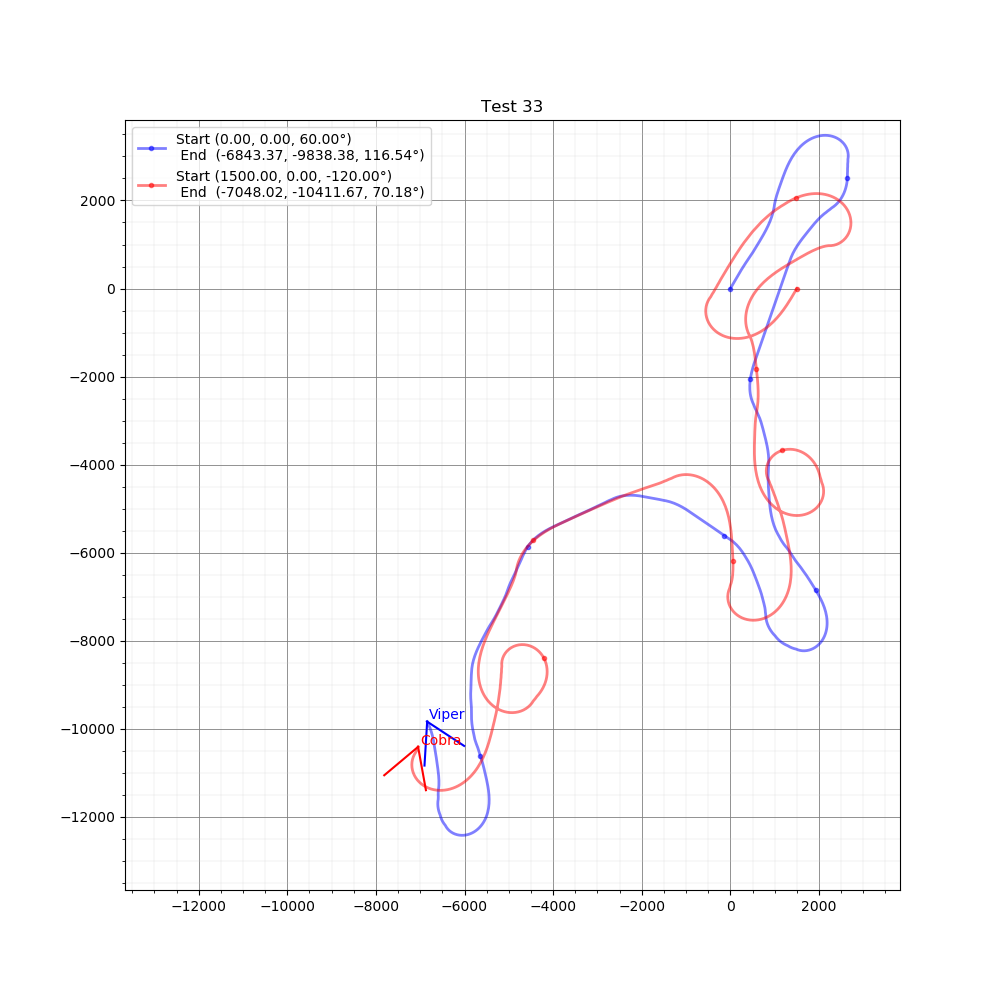 Test 33
Start (0.00, 0.00, 60.00°)
End (-6843.37, -9838.38, 116.54°)
Start (1500.00, 0.00, -120.00°)
End (-7048.02, -10411.67, 70.18°)
2000
0
−2000
−4000
−6000
−8000
−10000
−12000
Viper
Cobra
−12000 −10000 −8000 −6000 −4000 −2000 0 2000